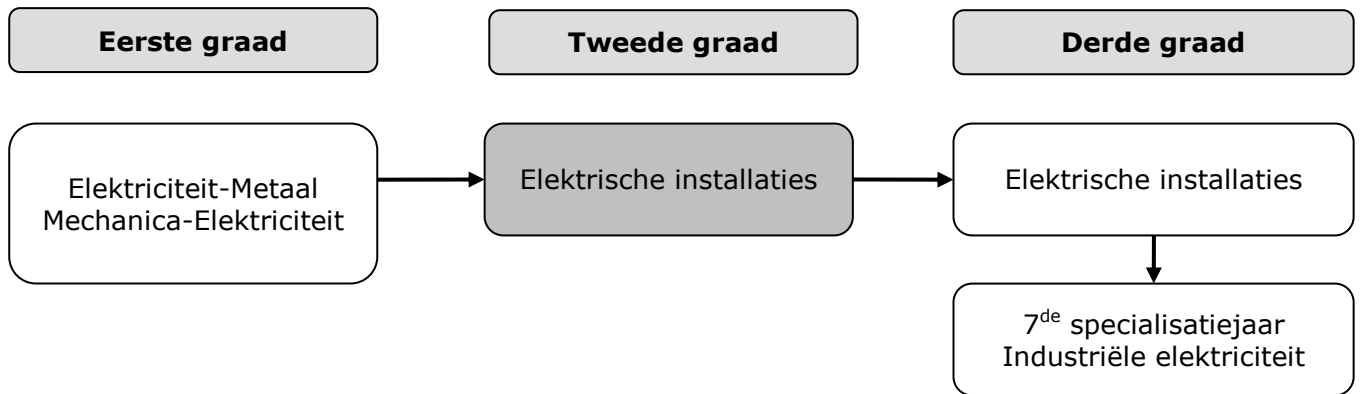 Eerste graad
Tweede graad
Derde graad
Elektriciteit-Metaal
Mechanica-Elektriciteit
Elektrische installaties
Elektrische installaties
7de specialisatiejaar
Industriële elektriciteit